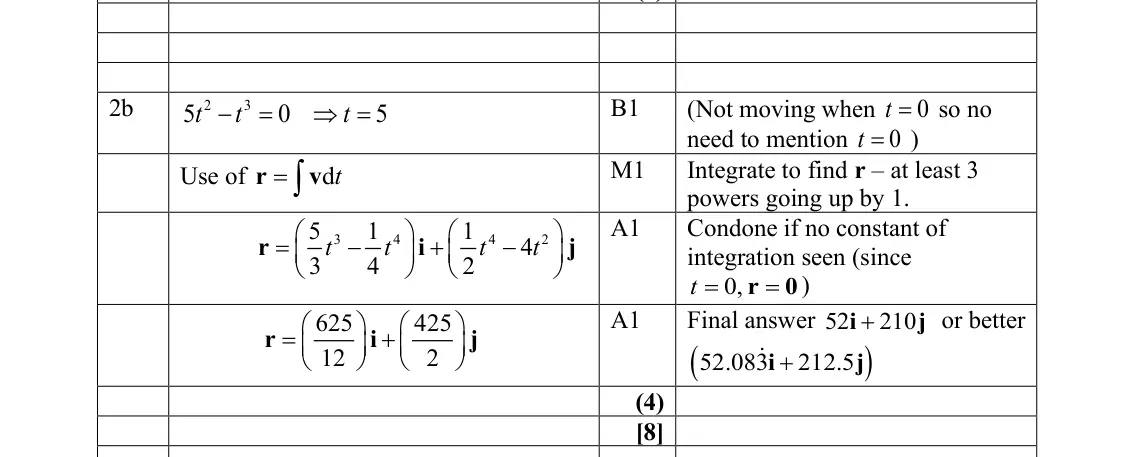 2b 5t² − t³ = 0 ⇒ t = 5 B1 (Not moving when t = 0 so no
need to mention t = 0 )
Use of r = ∫ vdt M1 Integrate to find r – at least 3
powers going up by 1.
r = (5/3 t³ − 1/4 t⁴) i + (1/2 t⁴ − 4t²) j A1 Condone if no constant of
integration seen (since
t = 0, r = 0 )
r = (625/12) i + (425/2) j A1 Final answer 52i + 210j or better
(52.083̇i + 212.5j)
(4)
[8]